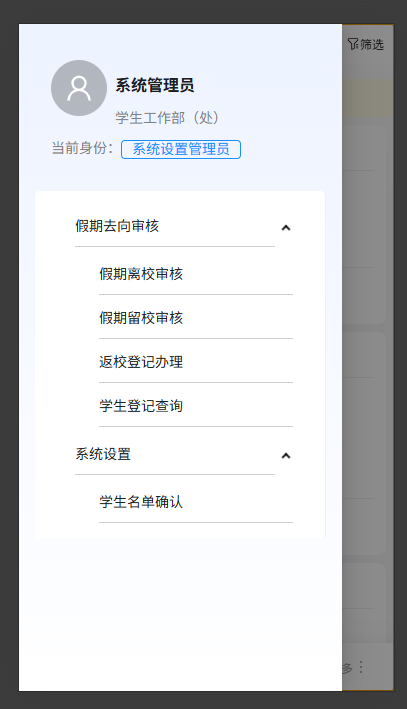 筛选
系统管理员
学生工作部（处）
当前身份： 系统设置管理员
假期去向审核
假期离校审核
假期留校审核
返校登记办理
学生登记查询
系统设置
学生名单确认
多